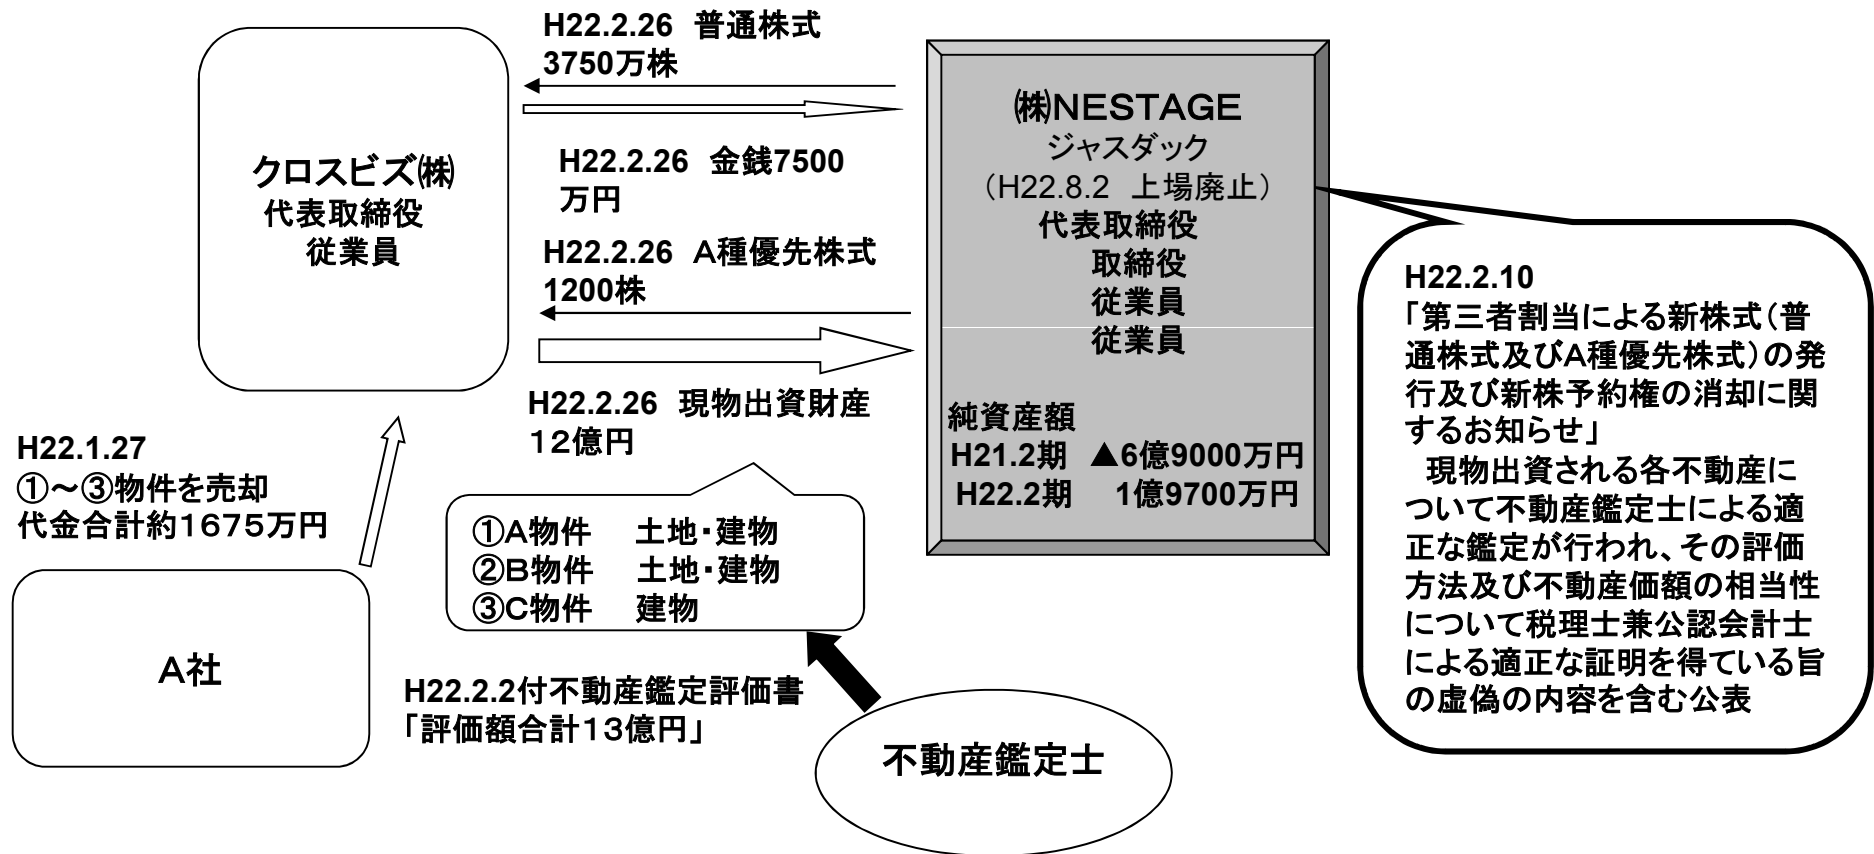 H22.2.26 普通株式
3750万株
H22.2.26 金銭7500
万円
H22.2.26 A種優先株式
1200株
H22.2.26 現物出資財産
12億円
クロスビズ㈱
代表取締役
従業員
㈱NESTAGE
ジャスダック
(H22.8.2 上場廃止)
代表取締役
取締役
従業員
従業員
純資産額
H21.2期 ▲6億9000万円
H22.2期 1億9700万円
H22.2.10
「第三者割当による新株式(普
通株式及びA種優先株式)の発
行及び新株予約権の消却に関
するお知らせ」
現物出資される各不動産に
ついて不動産鑑定士による適
正な鑑定が行われ、その評価
方法及び不動産価額の相当性
について税理士兼公認会計士
による適正な証明を得ている旨
の虚偽の内容を含む公表
H22.1.27
①~③物件を売却
代金合計約1675万円
A社
①A物件 土地・建物
②B物件 土地・建物
③C物件 建物
H22.2.2付不動産鑑定評価書
「評価額合計13億円」
不動産鑑定士